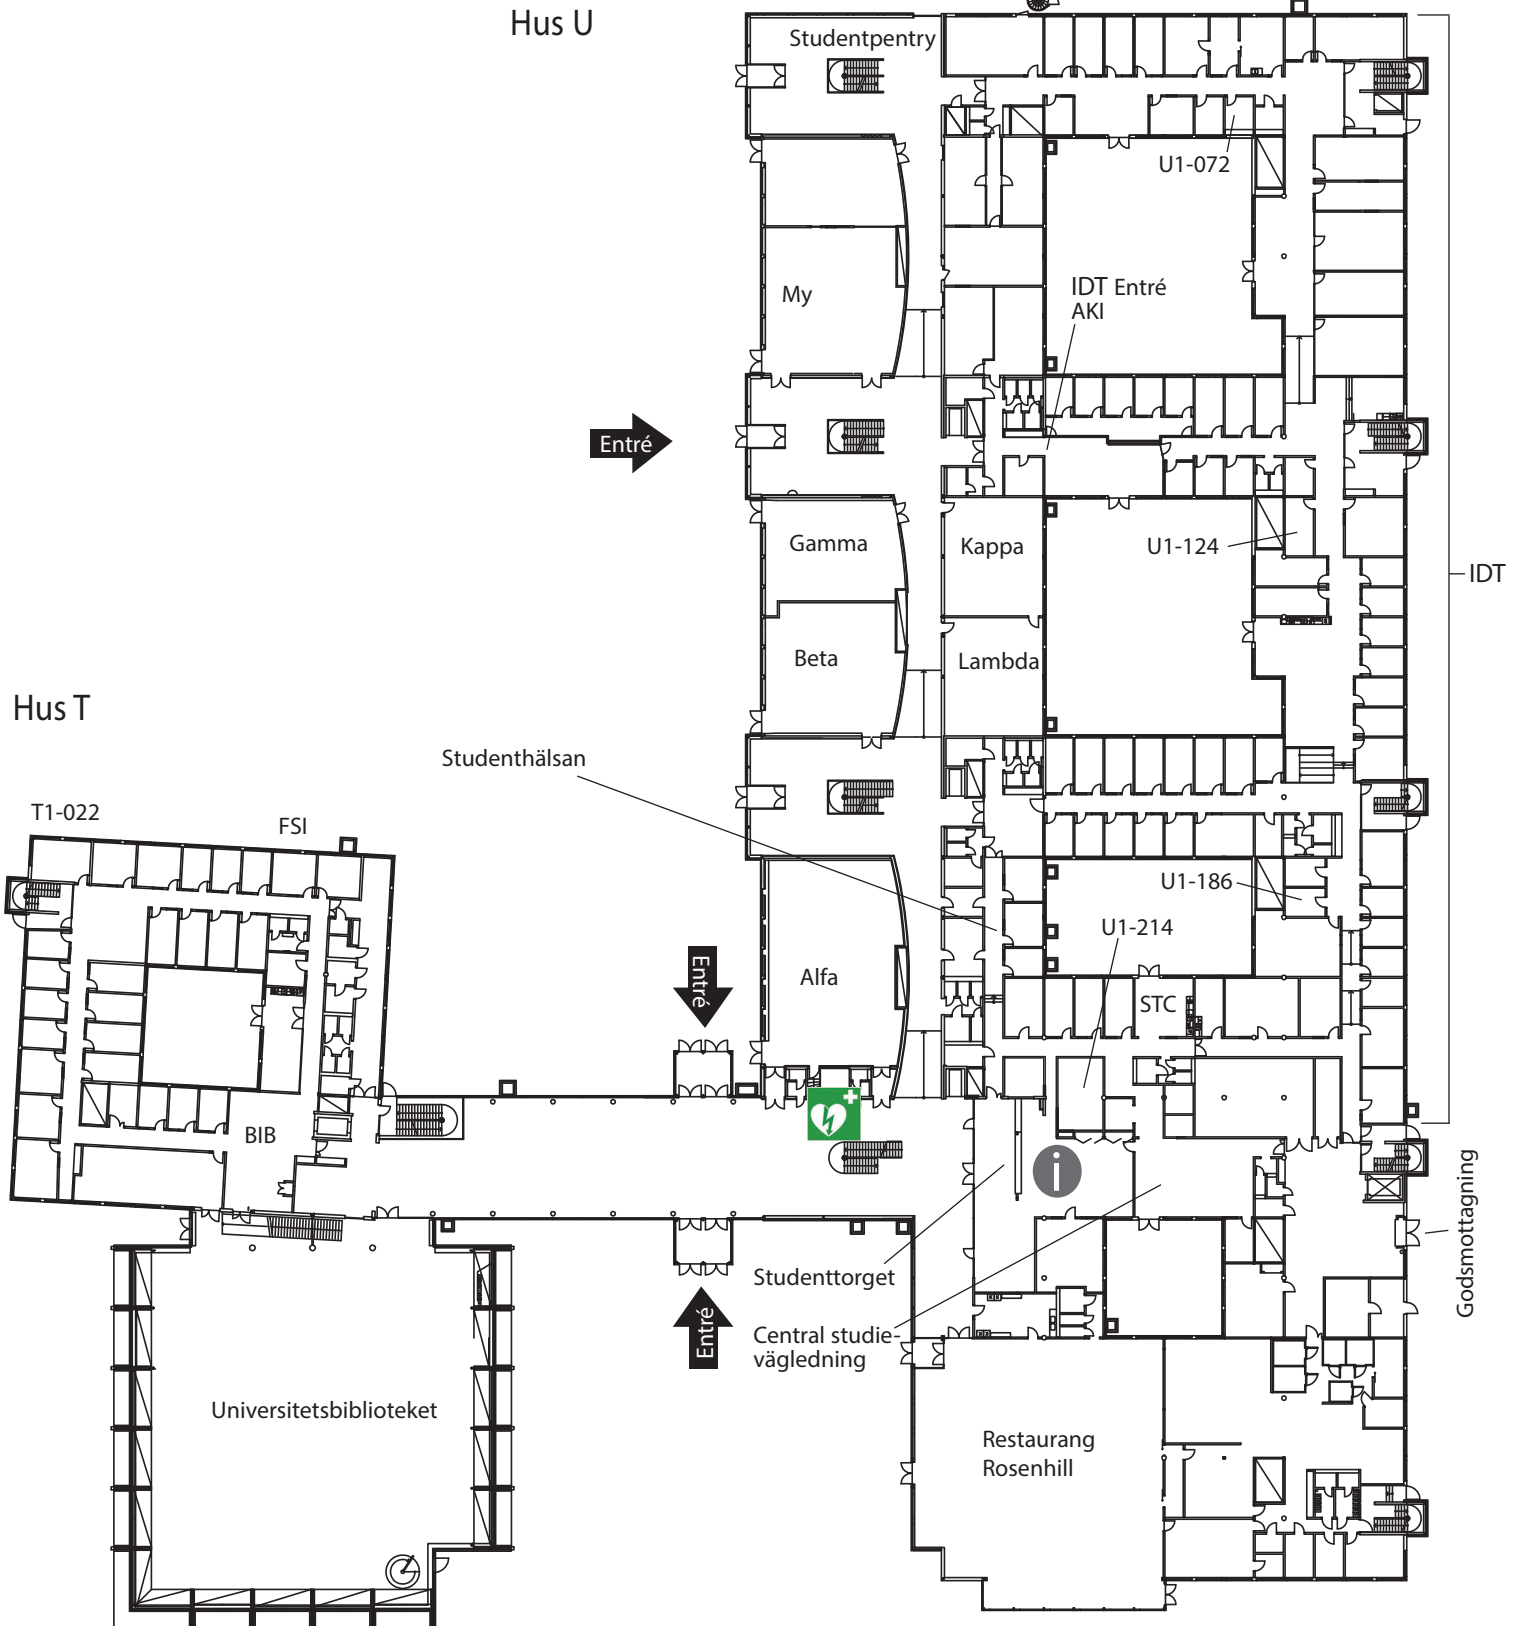 Hus U
Studentpentry
U1-072
My
IDT Entré
AKI
Entré
Gamma
Kappa
U1-124
IDT
Beta
Lambda
Hus T
Studenthälsan
T1-022
FSI
U1-186
U1-214
Entré
Alfa
STC
BIB
i
Godsmottagning
Studenttorget
Entré
Central studie-
vägledning
Universitetsbiblioteket
Restaurang
Rosenhill